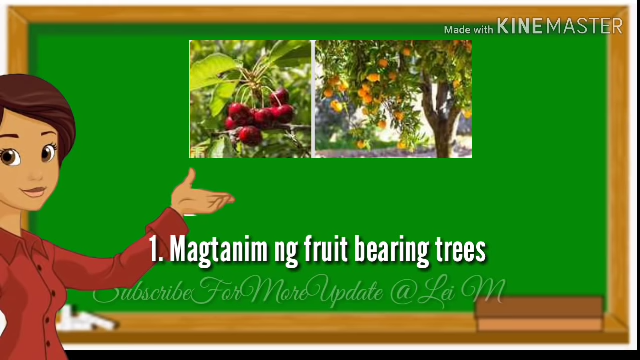 Made with KINEMASTER
1. Magtanim ng fruit bearing trees
SubscribeForMoreUpdate @Lei M